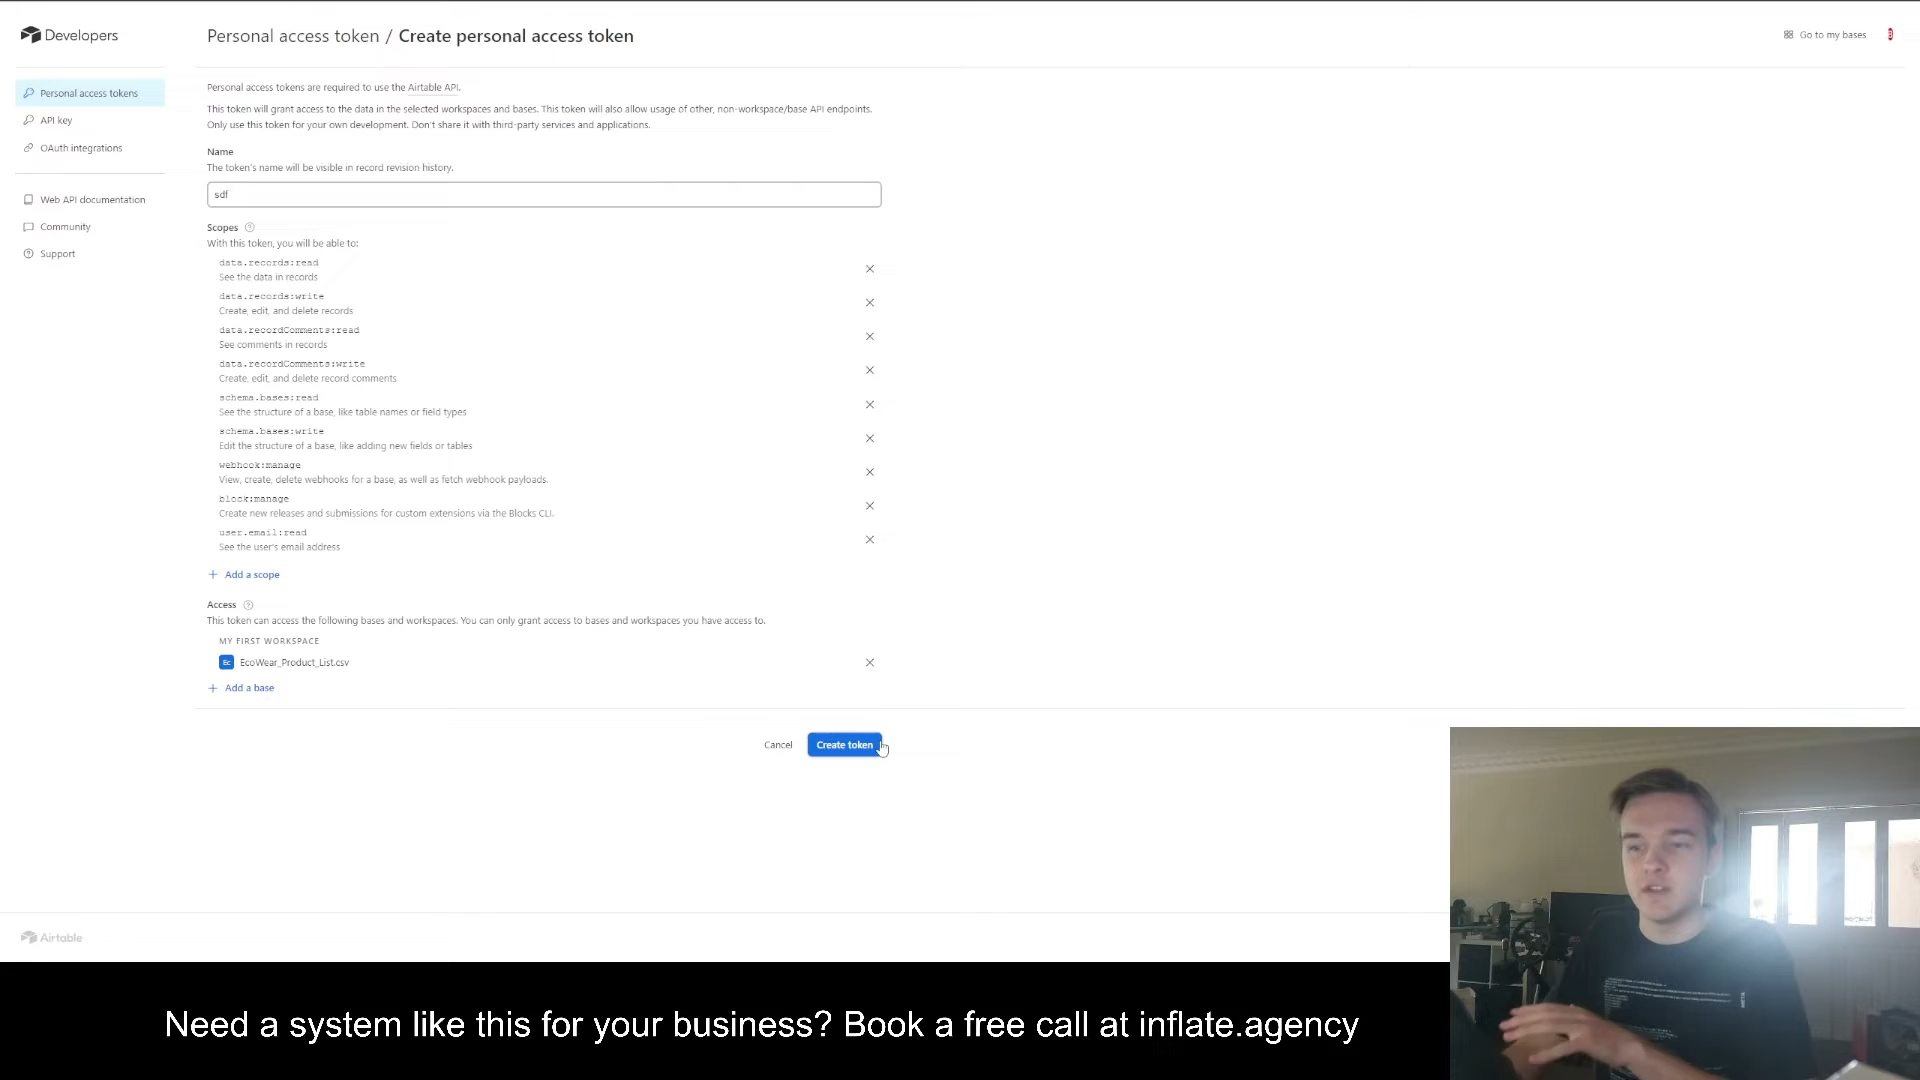 Developers
Personal access token / Create personal access token
Go to my bases
Personal access tokens
API key
OAuth integrations
Web API documentation
Community
Support
Personal access tokens are required to use the Airtable API.
This token will grant access to the data in the selected workspaces and bases. This token will also allow usage of other, non-workspace/base API endpoints.
Only use this token for your own development. Don't share it with third-party services and applications.
Name
The token's name will be visible in record revision history.
sdf
Scopes
With this token, you will be able to:
data.records:read
See the data in records
data.records:write
Create, edit, and delete records
data.recordComments:read
See comments in records
data.recordComments:write
Create, edit, and delete record comments
schema.bases:read
See the structure of a base, like table names or field types
schema.bases:write
Edit the structure of a base, like adding new fields or tables
webhook:manage
View, create, delete webhooks for a base, as well as fetch webhook payloads.
block:manage
Create new releases and submissions for custom extensions via the Blocks CLI.
user.email:read
See the user's email address
+ Add a scope
Access
This token can access the following bases and workspaces. You can only grant access to bases and workspaces you have access to.
MY FIRST WORKSPACE
Ec EcoWear_Product_List.csv
+ Add a base
Cancel
Create token
Airtable
Need a system like this for your business? Book a free call at inflate.agency